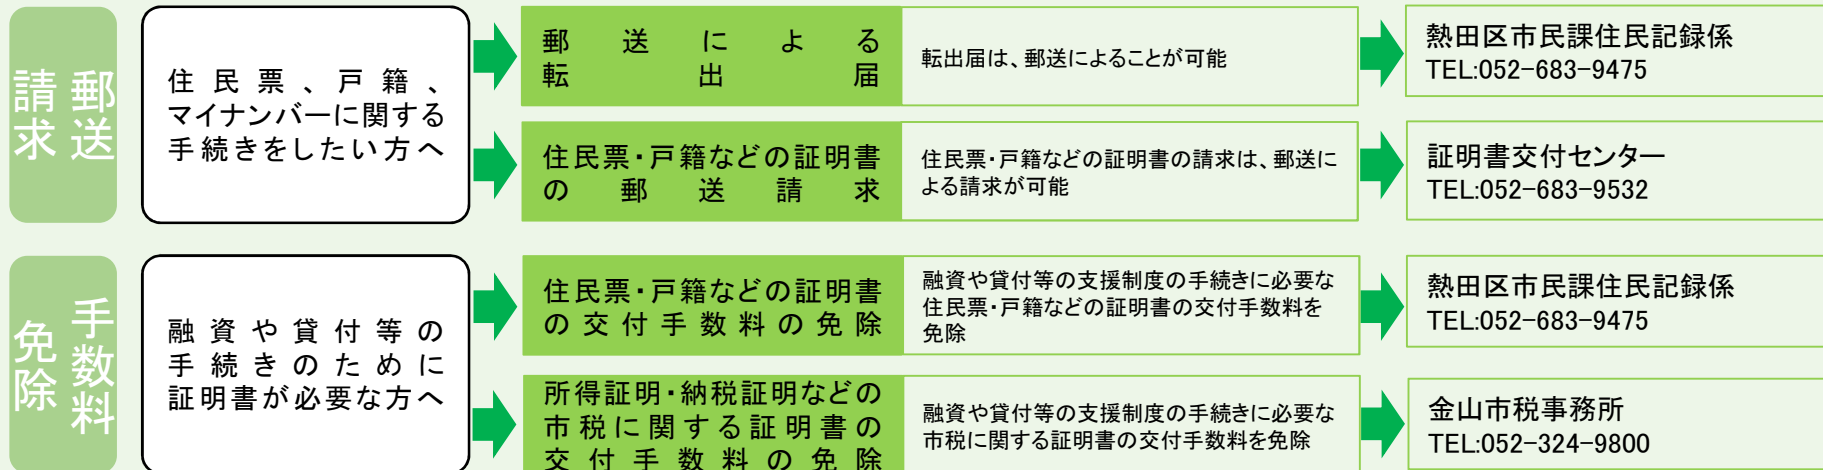 郵送
請求
住民票、戸籍、
マイナンバーに関する
手続きをしたい方へ
郵送による
転出届
転出届は、郵送によることが可能
熱田区市民課住民記録係
TEL:052-683-9475
住民票・戸籍などの証明書
の郵送請求
住民票・戸籍などの証明書の請求は、郵送に
よる請求が可能
証明書交付センター
TEL:052-683-9532
手数料
免除
融資や貸付等の
手続きのために
証明書が必要な方へ
住民票・戸籍などの証明書
の交付手数料の免除
融資や貸付等の支援制度の手続きに必要な
住民票・戸籍などの証明書の交付手数料を
免除
熱田区市民課住民記録係
TEL:052-683-9475
所得証明・納税証明などの
市税に関する証明書の
交付手数料の免除
融資や貸付等の支援制度の手続きに必要な
市税に関する証明書の交付手数料を免除
金山市税事務所
TEL:052-324-9800